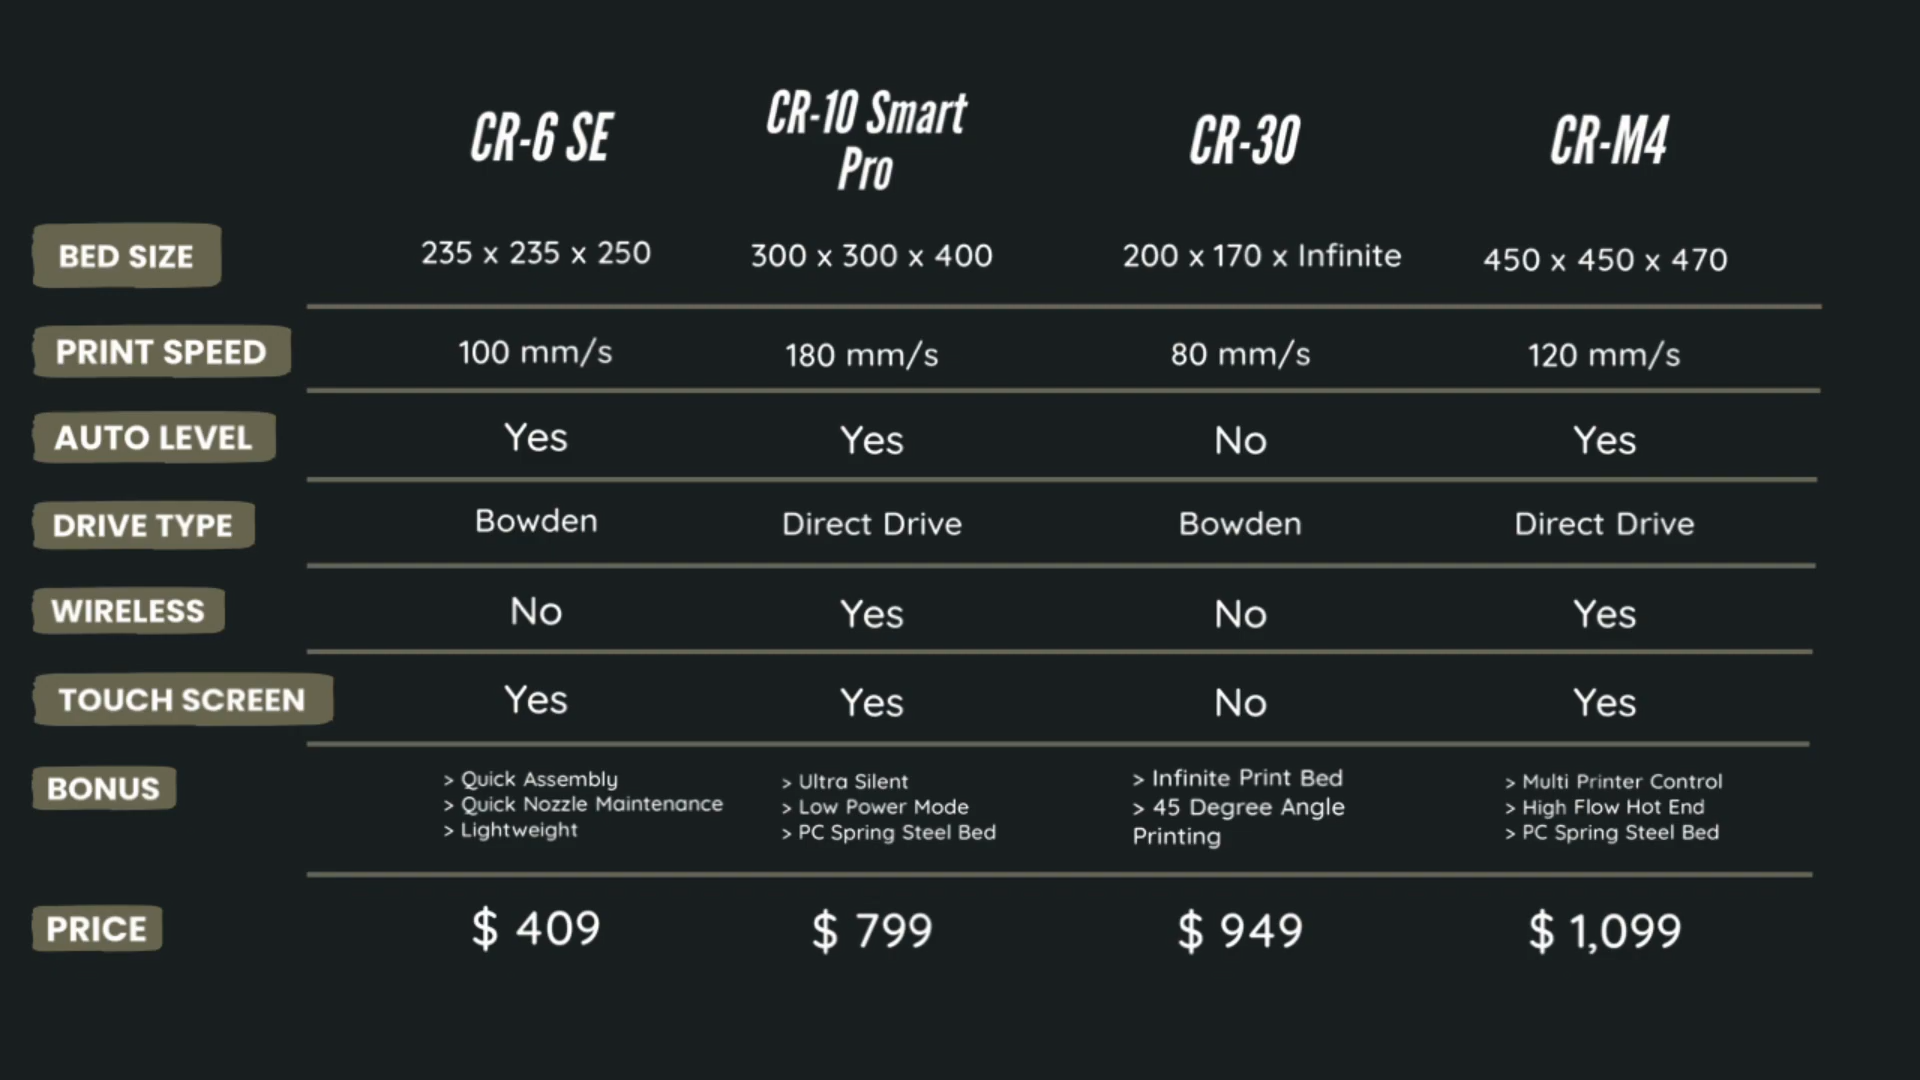 CR-6 SE
CR-10 Smart
Pro
CR-30
CR-M4
BED SIZE
235 x 235 x 250
300 x 300 x 400
200 x 170 x Infinite
450 x 450 x 470
PRINT SPEED
100 mm/s
180 mm/s
80 mm/s
120 mm/s
AUTO LEVEL
Yes
Yes
No
Yes
DRIVE TYPE
Bowden
Direct Drive
Bowden
Direct Drive
WIRELESS
No
Yes
No
Yes
TOUCH SCREEN
Yes
Yes
No
Yes
BONUS
> Quick Assembly
> Quick Nozzle Maintenance
> Lightweight
> Ultra Silent
> Low Power Mode
> PC Spring Steel Bed
> Infinite Print Bed
> 45 Degree Angle
Printing
> Multi Printer Control
> High Flow Hot End
> PC Spring Steel Bed
PRICE
$ 409
$ 799
$ 949
$ 1,099